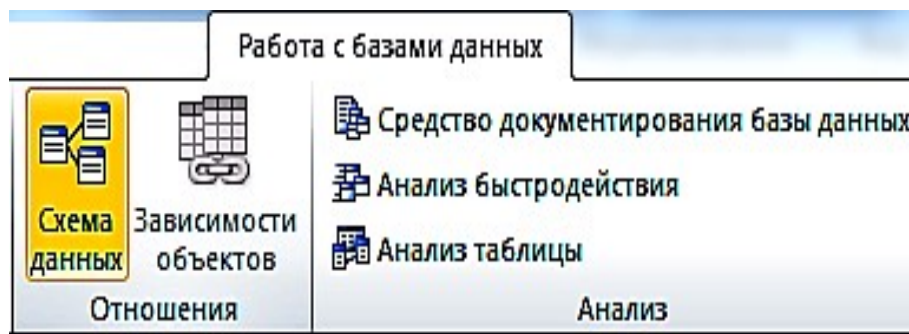 Работа с базами данных
Схема
данных
Зависимости
объектов
Отношения
Средство документирования базы данных
Анализ быстродействия
Анализ таблицы
Анализ